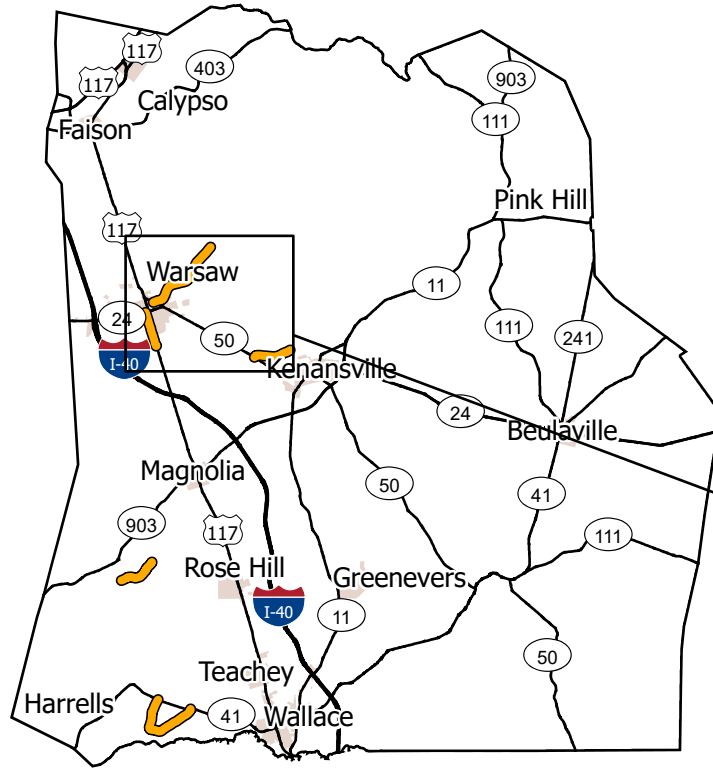 117
117
403
903
Calypso
111
Faison
Pink Hill
117
Warsaw
11
24
50
111
241
I-40
Kenansville
24
Beulaville
Magnolia
50
41
903
117
111
Rose Hill
Greenevers
I-40
11
50
Teachey
Harrells
41
Wallace